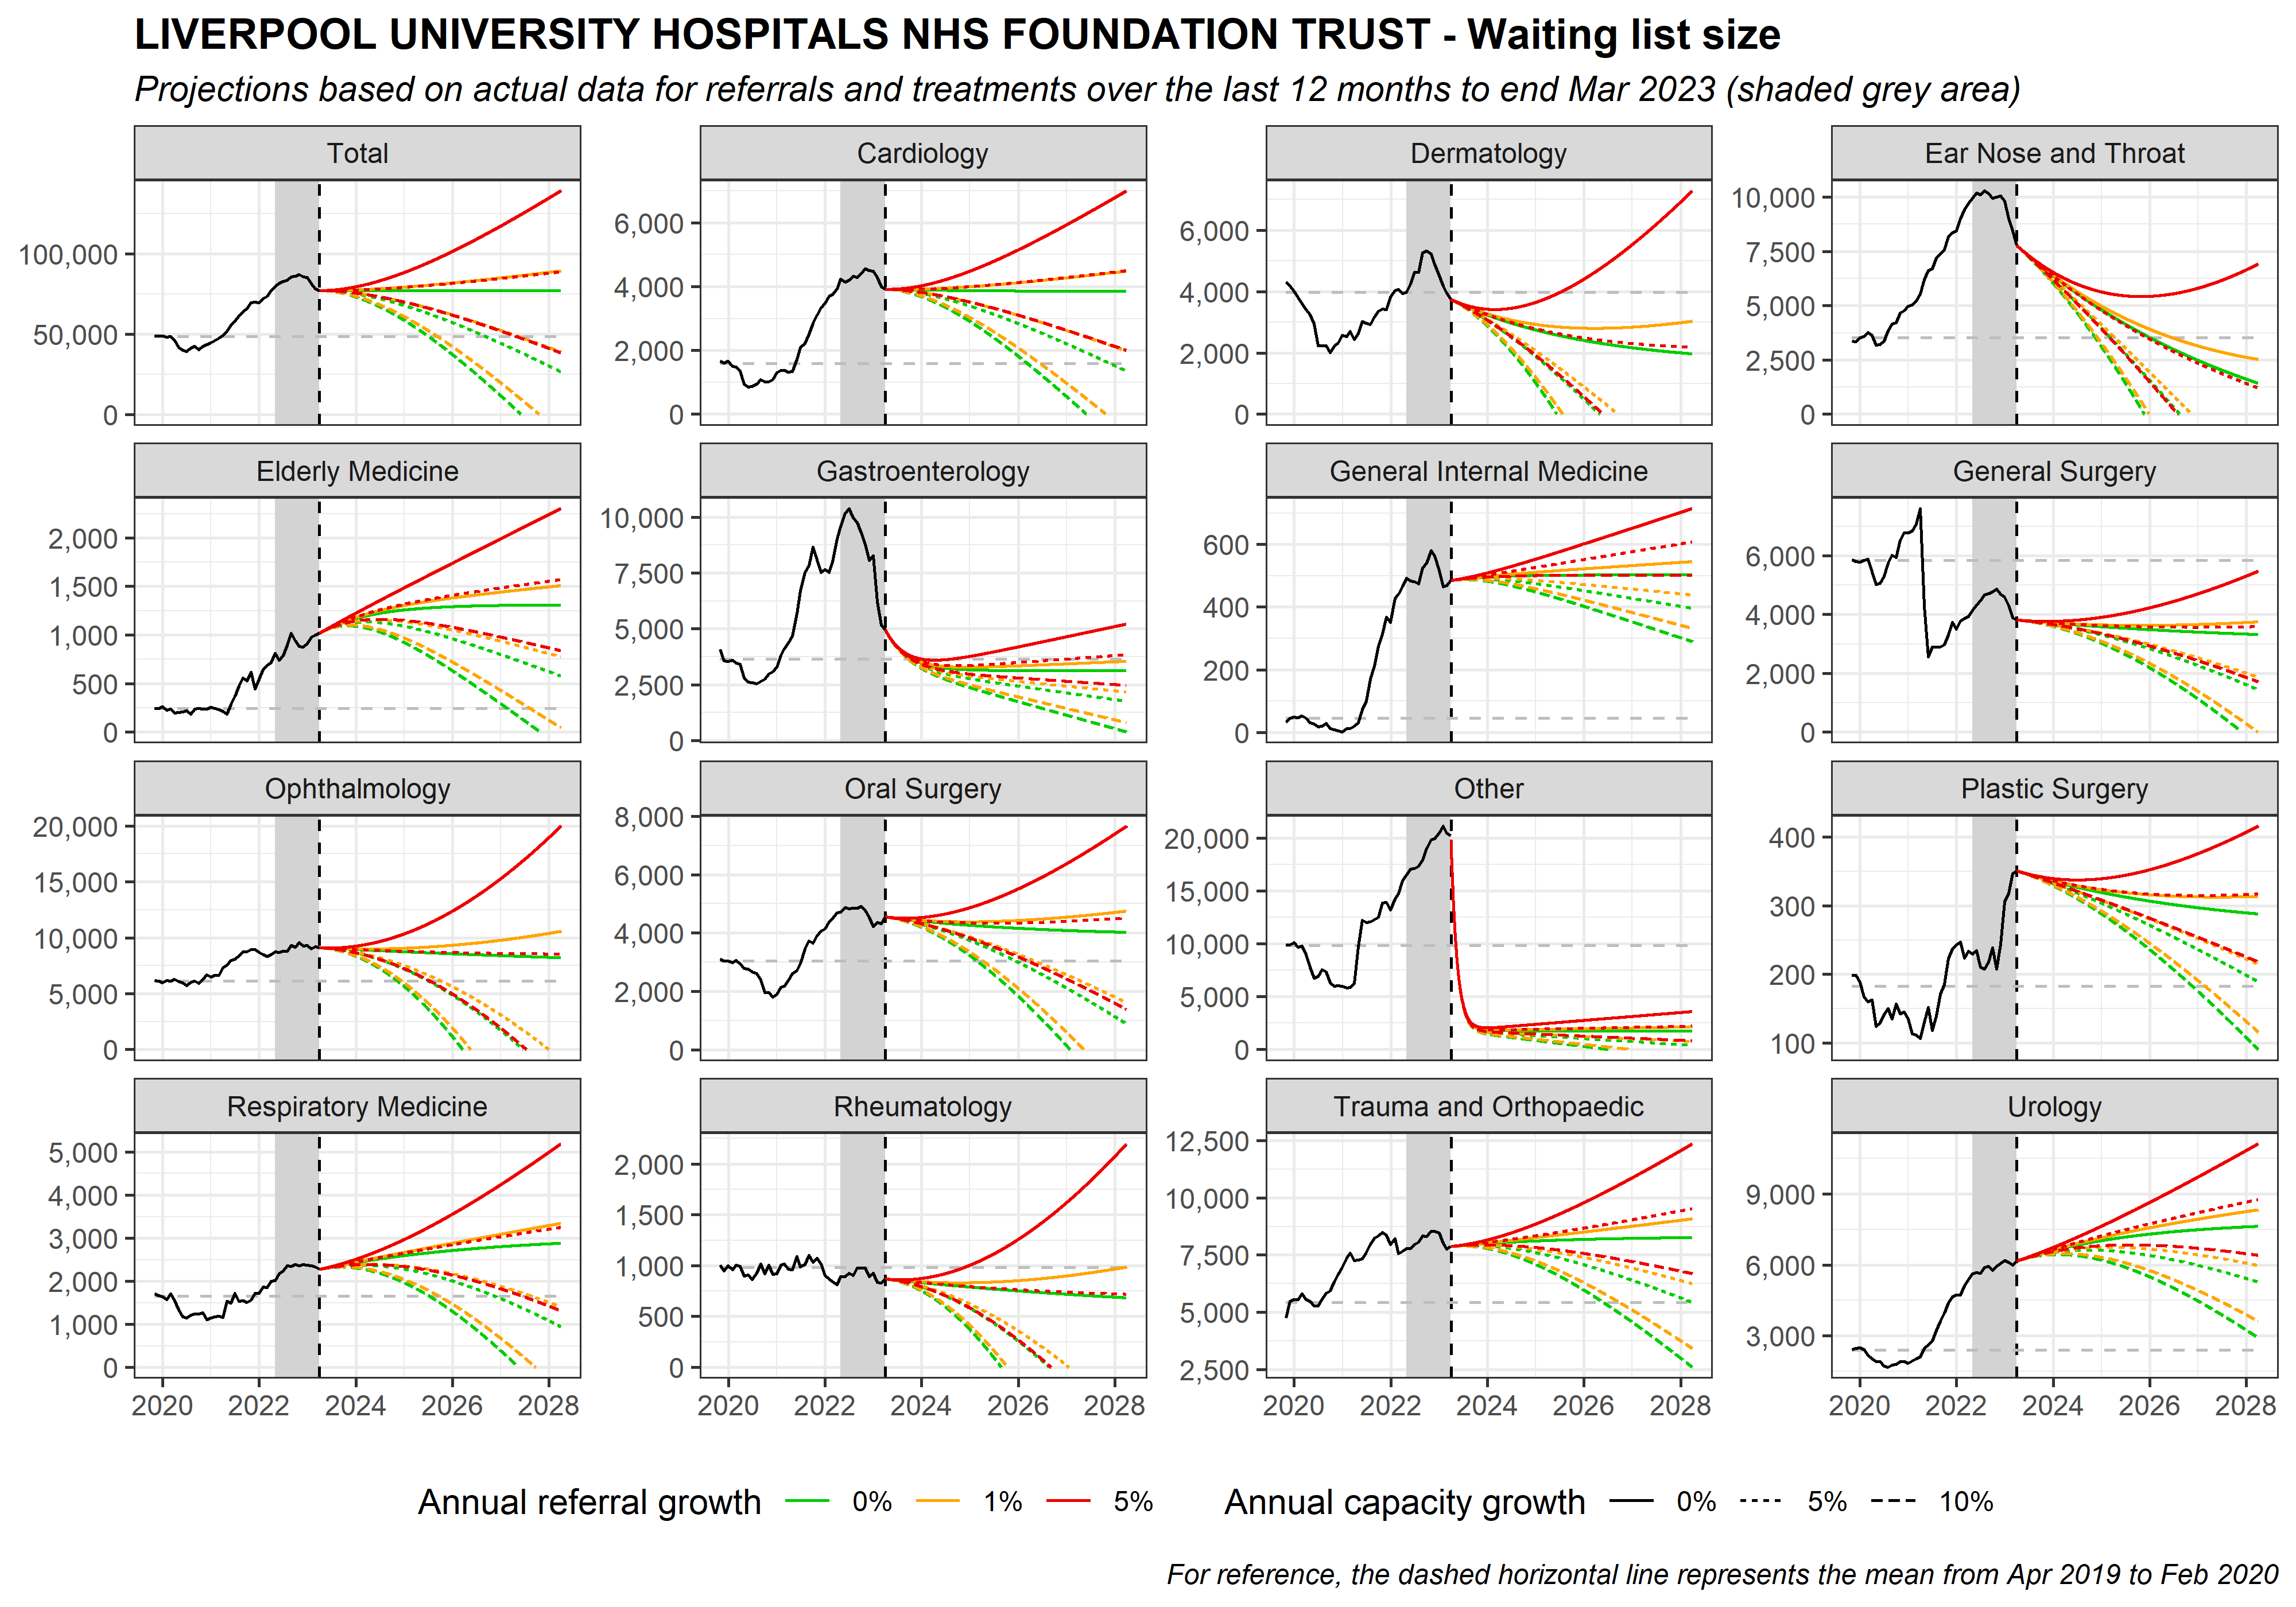 LIVERPOOL UNIVERSITY HOSPITALS NHS FOUNDATION TRUST - Waiting list size
Projections based on actual data for referrals and treatments over the last 12 months to end Mar 2023 (shaded grey area)
Total
Cardiology
Dermatology
Ear Nose and Throat
100,000
50,000
0
6,000
4,000
2,000
0
6,000
4,000
2,000
0
10,000
7,500
5,000
2,500
0
Elderly Medicine
Gastroenterology
General Internal Medicine
General Surgery
2,000
1,500
1,000
500
0
10,000
7,500
5,000
2,500
0
600
400
200
0
6,000
4,000
2,000
0
Ophthalmology
Oral Surgery
Other
Plastic Surgery
20,000
15,000
10,000
5,000
0
8,000
6,000
4,000
2,000
0
20,000
15,000
10,000
5,000
0
400
300
200
100
Respiratory Medicine
Rheumatology
Trauma and Orthopaedic
Urology
5,000
4,000
3,000
2,000
1,000
0
2,000
1,500
1,000
500
0
12,500
10,000
7,500
5,000
2,500
9,000
6,000
3,000
2020 2022 2024 2026 2028
2020 2022 2024 2026 2028
2020 2022 2024 2026 2028
2020 2022 2024 2026 2028
Annual referral growth 0% 1% 5%
Annual capacity growth 0% 5% 10%
For reference, the dashed horizontal line represents the mean from Apr 2019 to Feb 2020